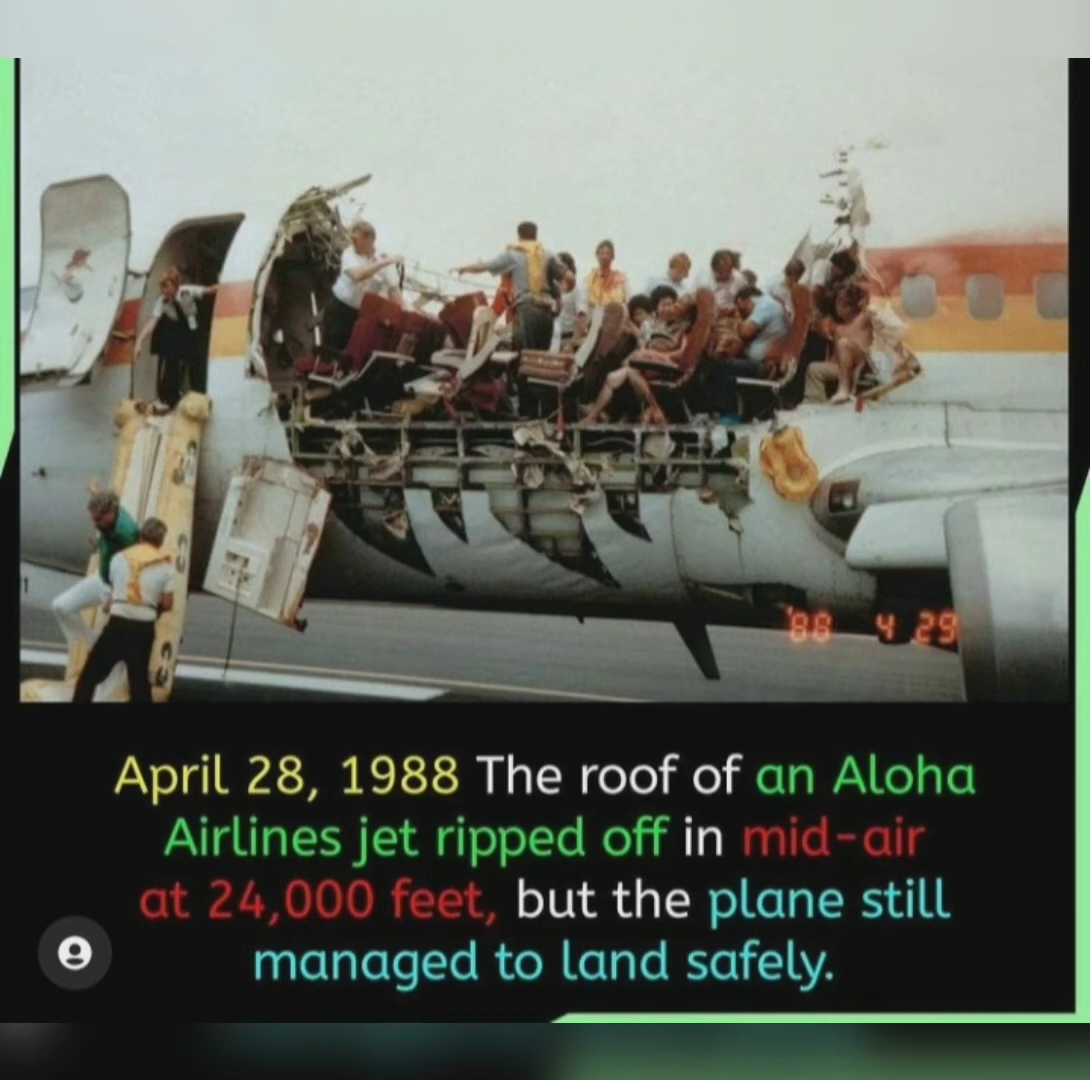 '88 4 29
April 28, 1988 The roof of an Aloha
Airlines jet ripped off in mid-air
at 24,000 feet, but the plane still
managed to land safely.